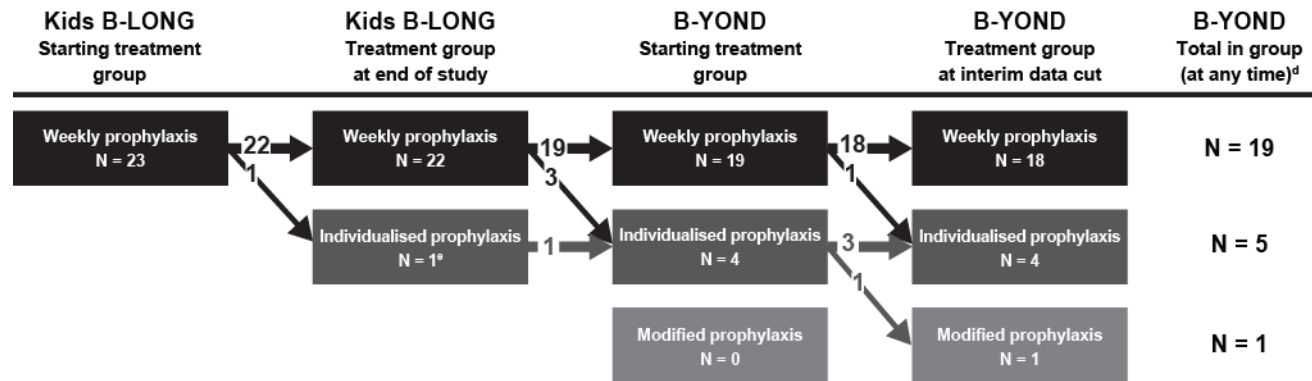 Kids B-LONG
Starting treatment
group
Kids B-LONG
Treatment group
at end of study
B-YOND
Starting treatment
group
B-YOND
Treatment group
at interim data cut
B-YOND
Total in group
(at any time)ᵈ
Weekly prophylaxis
N = 23
22
1
Weekly prophylaxis
N = 22
19
3
Weekly prophylaxis
N = 19
18
1
Weekly prophylaxis
N = 18
N = 19
Individualised prophylaxis
N = 1ᵉ
1
Individualised prophylaxis
N = 4
3
1
Individualised prophylaxis
N = 4
N = 5
Modified prophylaxis
N = 0
Modified prophylaxis
N = 1
N = 1